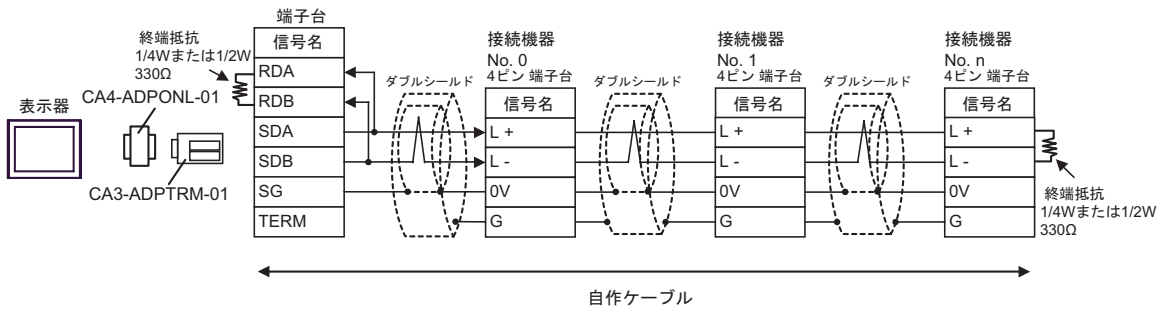 端子台
信号名
RDA
RDB
SDA
SDB
SG
TERM
終端抵抗
1/4Wまたは1/2W
330Ω
表示器
CA4-ADPONL-01
CA3-ADPTRM-01
ダブルシールド
接続機器
No. 0
4ピン 端子台
信号名
L +
L -
0V
G
ダブルシールド
接続機器
No. 1
4ピン 端子台
信号名
L +
L -
0V
G
ダブルシールド
接続機器
No. n
4ピン 端子台
信号名
L +
L -
0V
G
終端抵抗
1/4Wまたは1/2W
330Ω
自作ケーブル